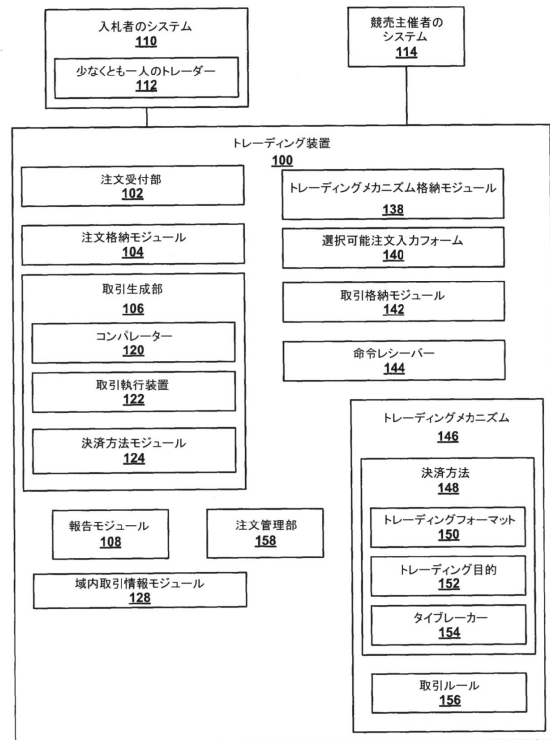 入札者のシステム
110
少なくとも一人のトレーダー
112
競売主催者の
システム
114
トレーディング装置
100
注文受付部
102
注文格納モジュール
104
取引生成部
106
コンパレーター
120
取引執行装置
122
決済方法モジュール
124
報告モジュール
108
注文管理部
158
域内取引情報モジュール
128
トレーディングメカニズム格納モジュール
138
選択可能注文入力フォーム
140
取引格納モジュール
142
命令レシーバー
144
トレーディングメカニズム
146
決済方法
148
トレーディングフォーマット
150
トレーディング目的
152
タイブレーカー
154
取引ルール
156